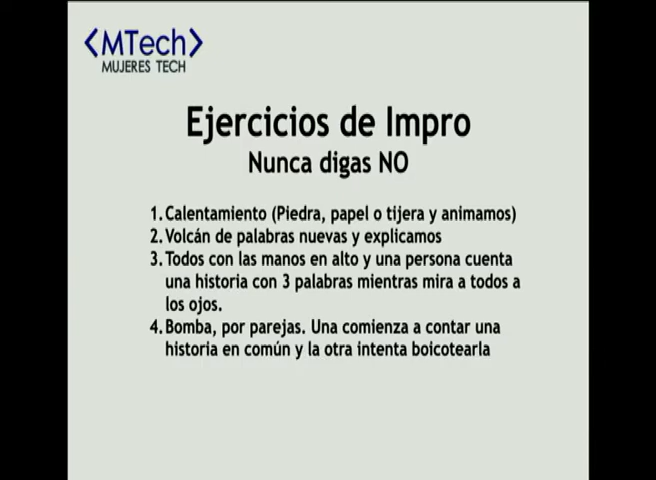 <MTech>
MUJERES TECH
Ejercicios de Impro
Nunca digas NO
1. Calentamiento (Piedra, papel o tijera y animamos)
2. Volcán de palabras nuevas y explicamos
3. Todos con las manos en alto y una persona cuenta
una historia con 3 palabras mientras mira a todos a
los ojos.
4. Bomba, por parejas. Una comienza a contar una
historia en común y la otra intenta boicotearla